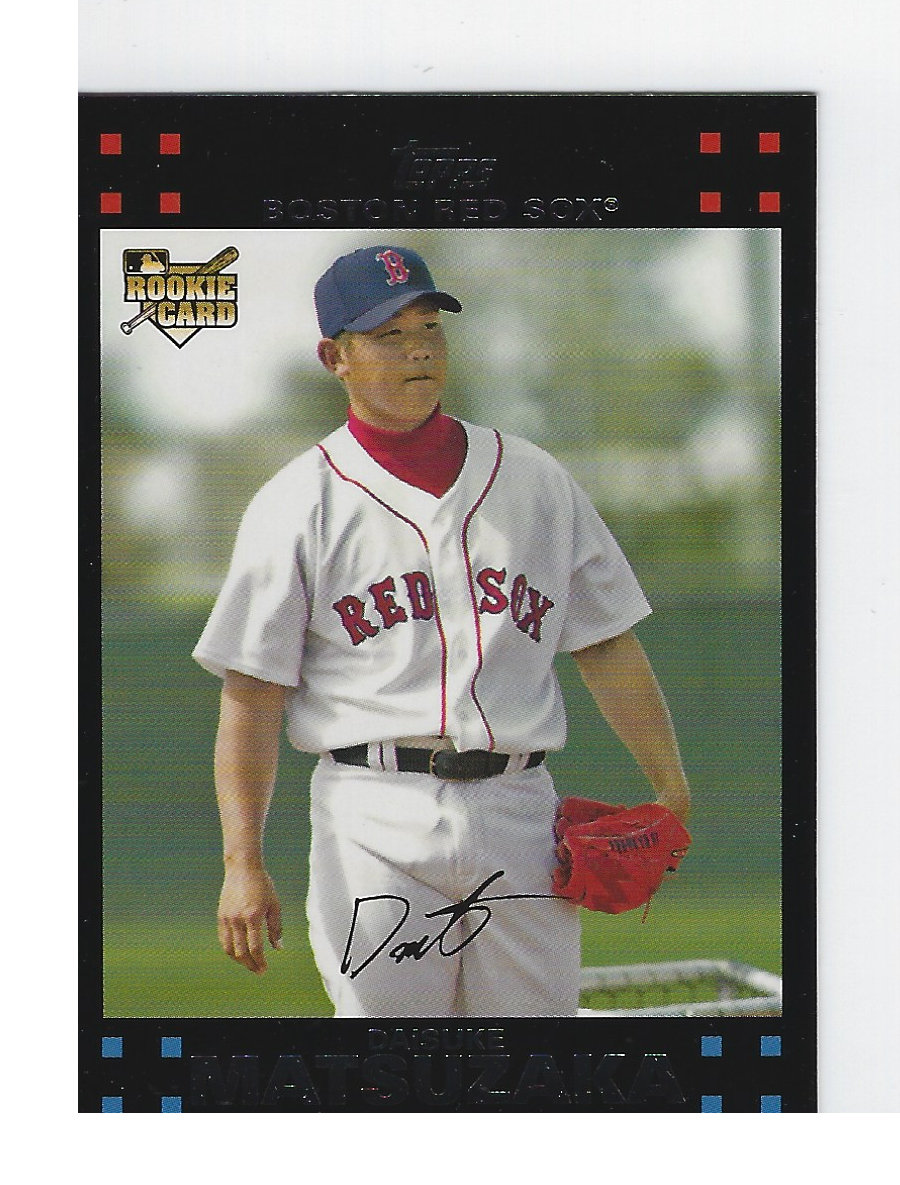 Topps
BOSTON RED SOX®
ROOKIE
CARD
B
RED SOX
DAISUKE
MATSUZAKA